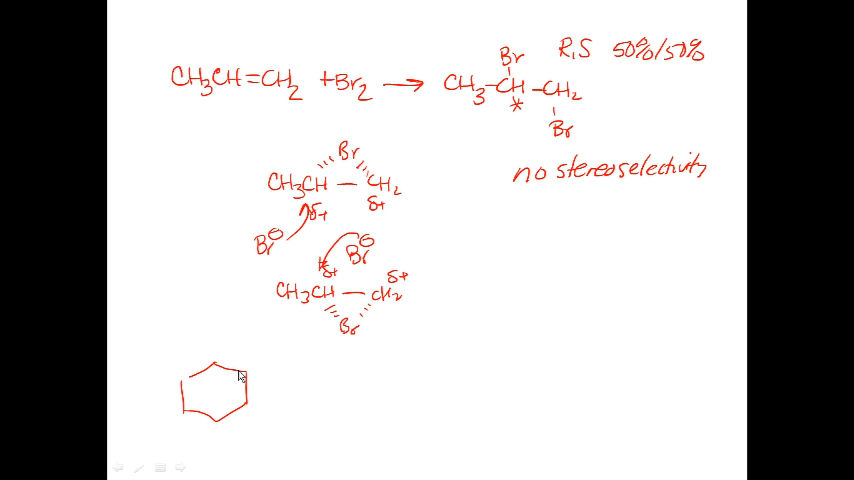 CH3CH=CH2 +Br2 → CH3-CH-CH2 R,S 50%/50%
Br
*
Br
no stereoselectivity
Br
CH3CH — CH2
δ+ δ+
Br⊖
Br⊖
δ+ δ+
CH3CH — CH2
Br